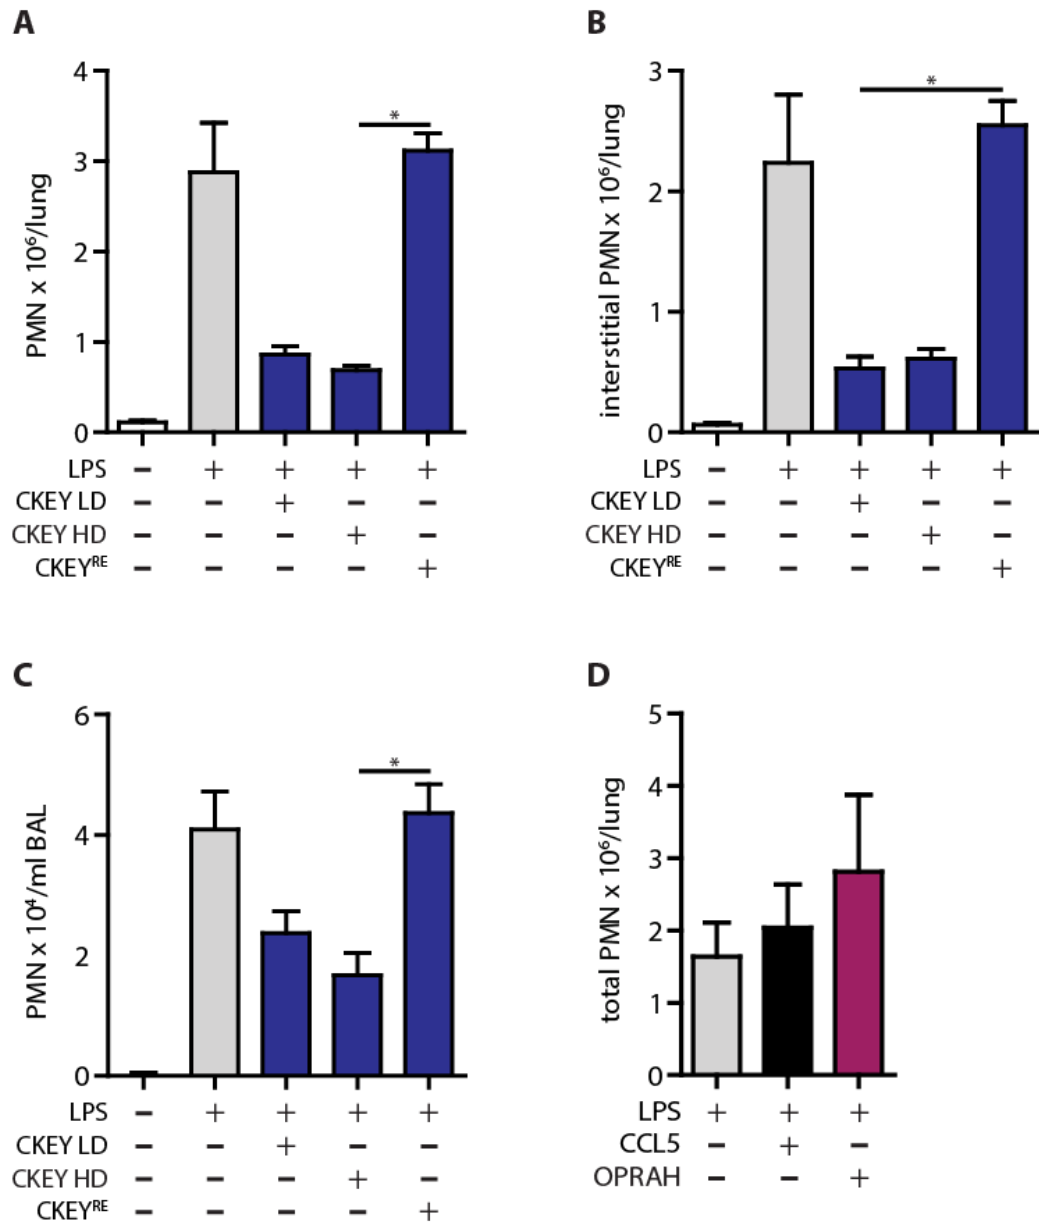 A
PMN x 10⁶/lung
4
3
2
1
0
*
LPS − + + + +
CKEY LD − − + − −
CKEY HD − − − + −
CKEYᴿᴱ − − − − +
B
interstitial PMN x 10⁶/lung
3
2
1
0
*
LPS − + + + +
CKEY LD − − + − −
CKEY HD − − − + −
CKEYᴿᴱ − − − − +
C
PMN x 10⁴/ml BAL
6
4
2
0
*
LPS − + + + +
CKEY LD − − + − −
CKEY HD − − − + −
CKEYᴿᴱ − − − − +
D
total PMN x 10⁶/lung
5
4
3
2
1
0
LPS + + +
CCL5 − + −
OPRAH − − +